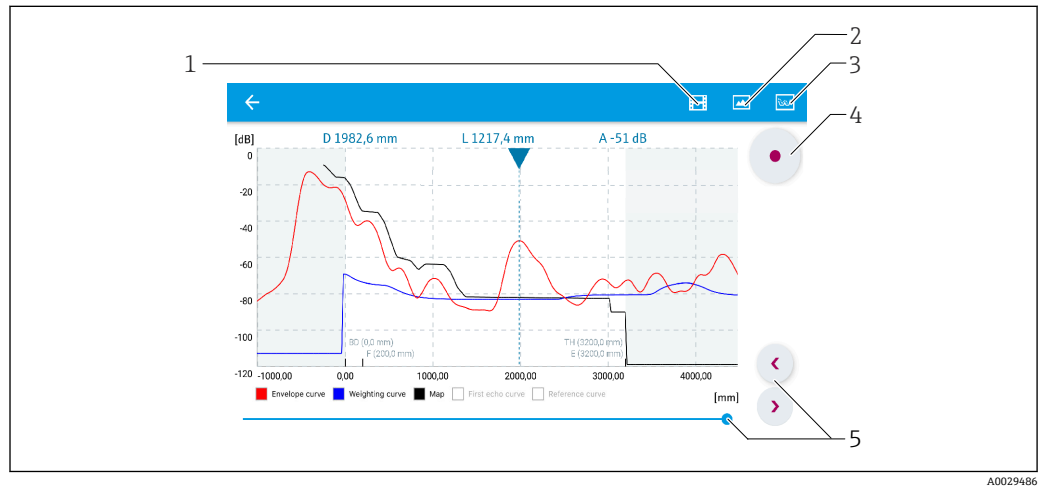 1
2
3
4
[dB]
D 1982,6 mm
L 1217,4 mm
A -51 dB
0
-20
-40
-60
-80
-100
-120
BD (0,0 mm)
F (200,0 mm)
TH (3200,0 mm)
E (3200,0 mm)
-1000,00
0,00
1000,00
2000,00
3000,00
4000,00
[mm]
Envelope curve
Weighting curve
Map
First echo curve
Reference curve
5
A0029486